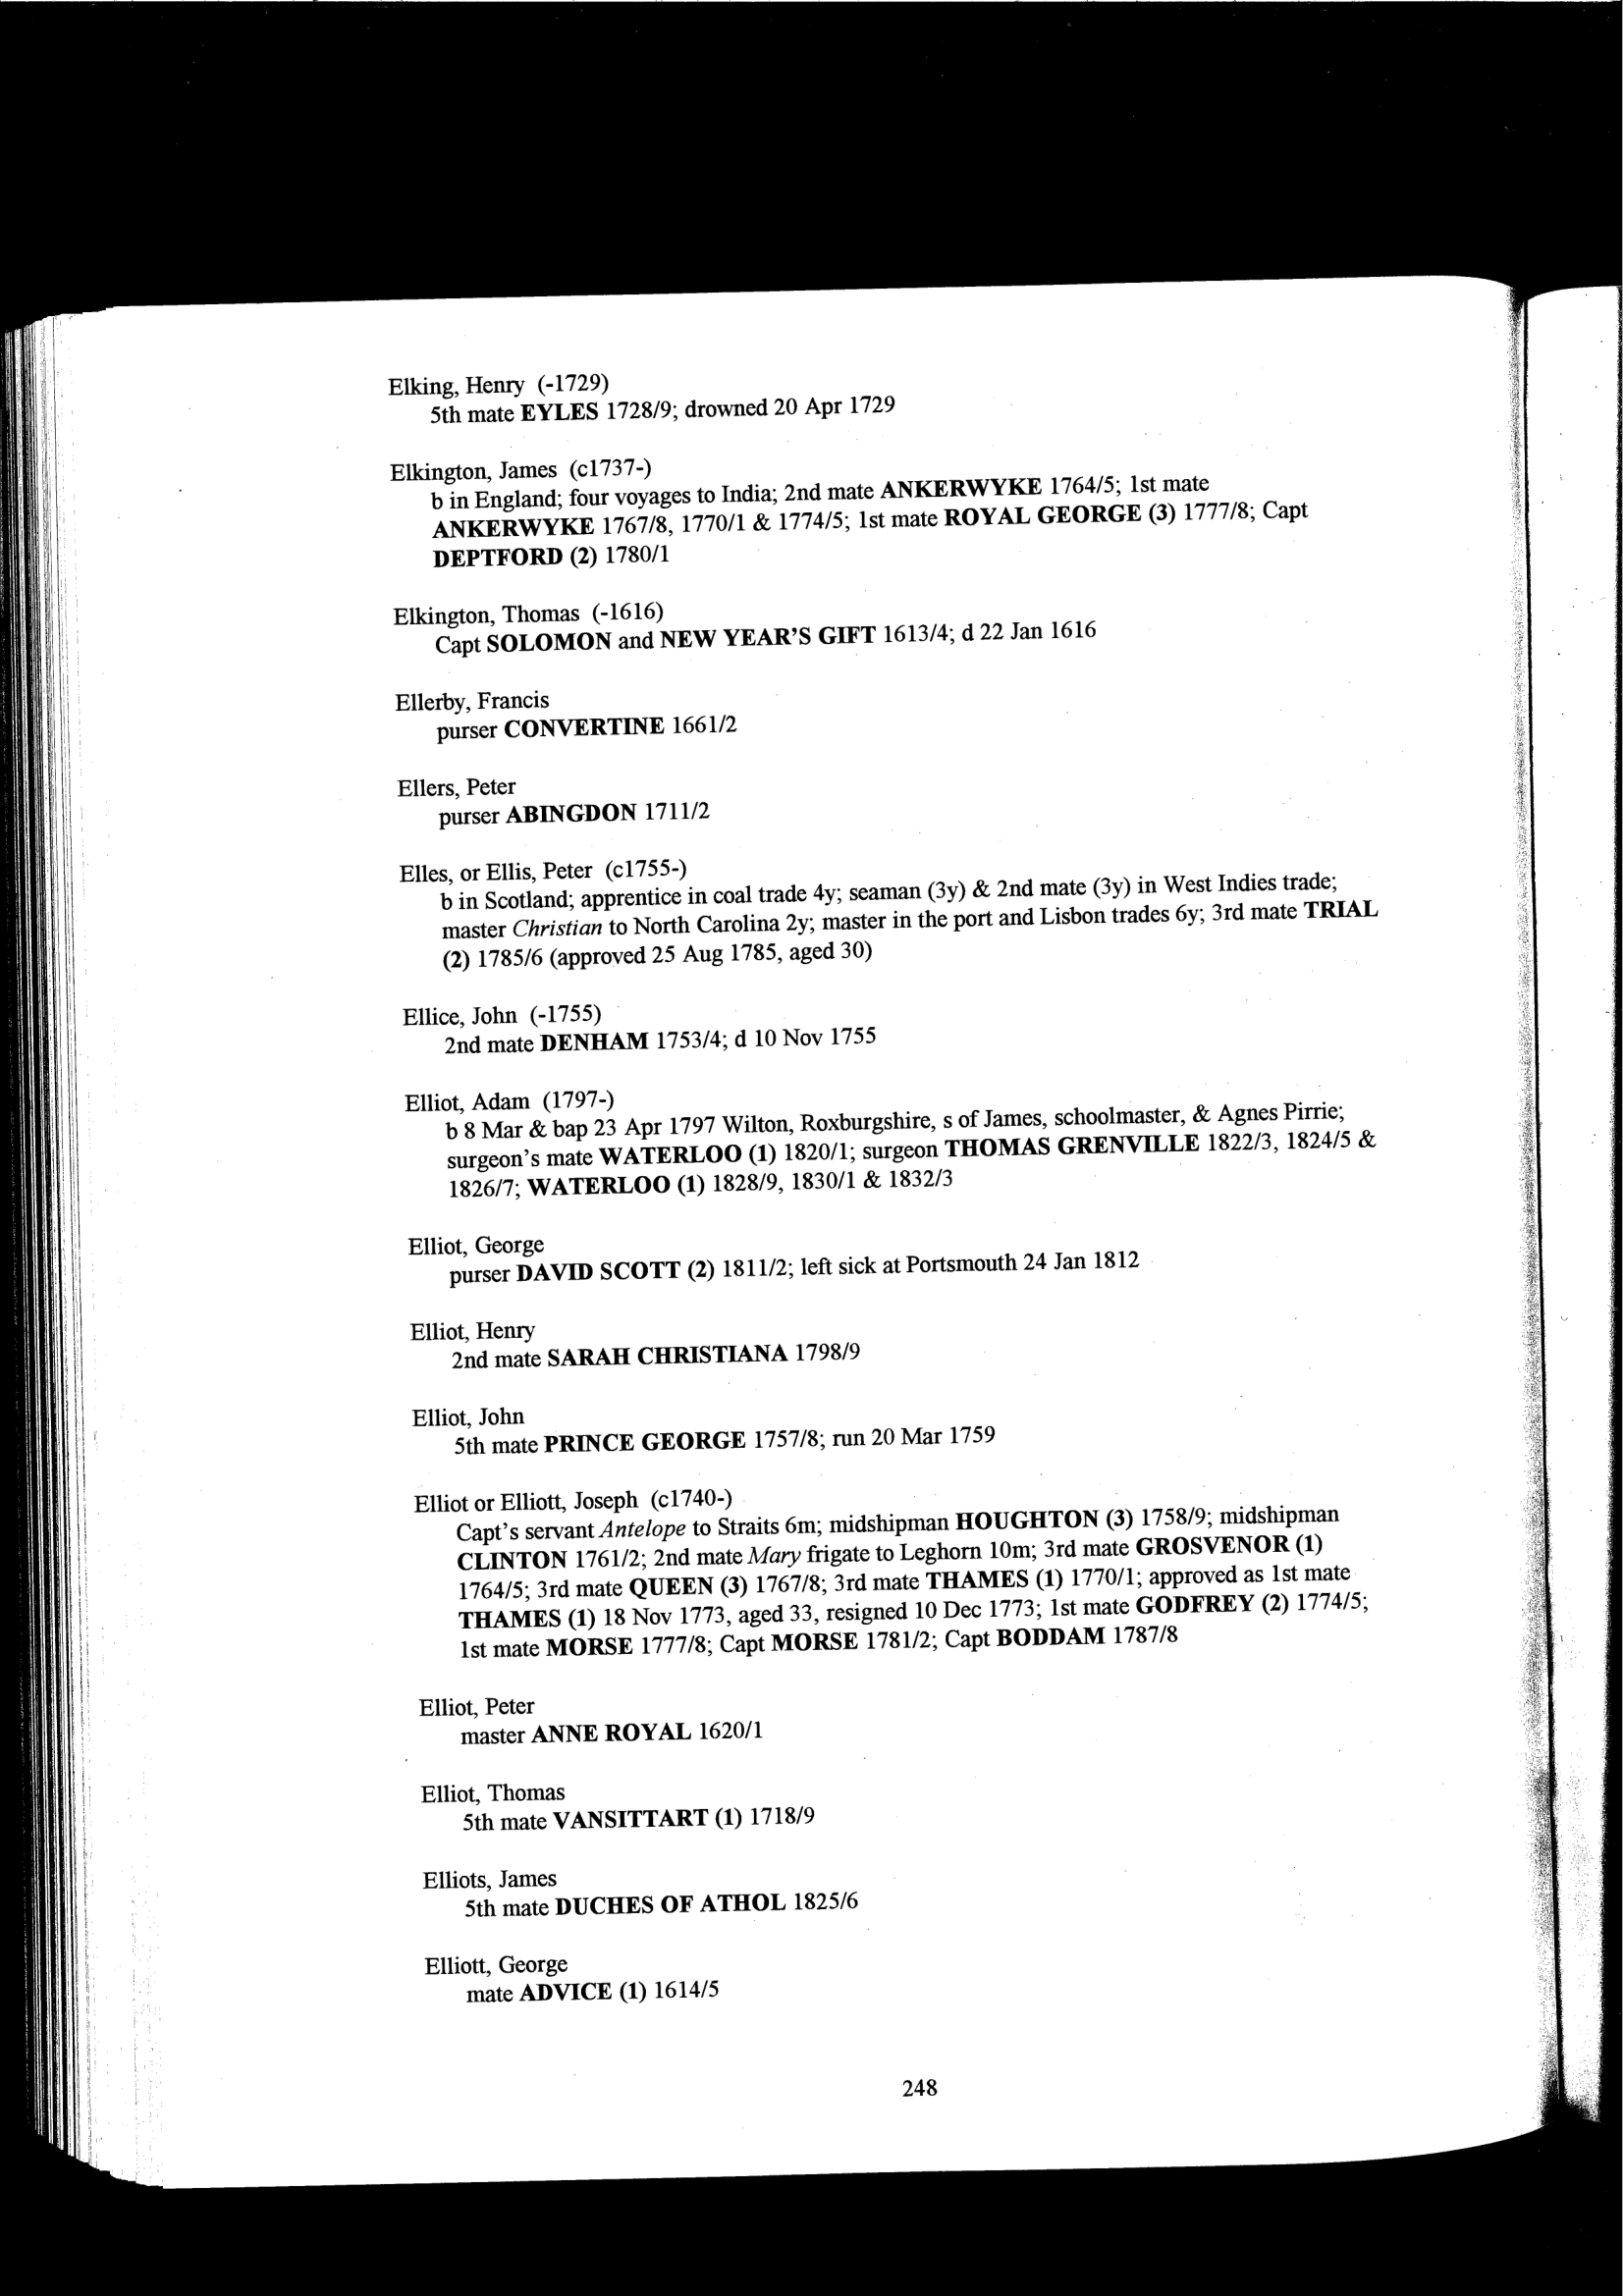 Elking, Henry (-1729)
5th mate EYLES 1728/9; drowned 20 Apr 1729
Elkington, James (c1737-)
b in England; four voyages to India; 2nd mate ANKERWYKE 1764/5; 1st mate
ANKERWYKE 1767/8, 1770/1 & 1774/5; 1st mate ROYAL GEORGE (3) 1777/8; Capt
DEPTFORD (2) 1780/1
Elkington, Thomas (-1616)
Capt SOLOMON and NEW YEAR'S GIFT 1613/4; d 22 Jan 1616
Ellerby, Francis
purser CONVERTINE 1661/2
Ellers, Peter
purser ABINGDON 1711/2
Elles, or Ellis, Peter (c1755-)
b in Scotland; apprentice in coal trade 4y; seaman (3y) & 2nd mate (3y) in West Indies trade;
master Christian to North Carolina 2y; master in the port and Lisbon trades 6y; 3rd mate TRIAL
(2) 1785/6 (approved 25 Aug 1785, aged 30)
Ellice, John (-1755)
2nd mate DENHAM 1753/4; d 10 Nov 1755
Elliot, Adam (1797-)
b 8 Mar & bap 23 Apr 1797 Wilton, Roxburgshire, s of James, schoolmaster, & Agnes Pirrie;
surgeon's mate WATERLOO (1) 1820/1; surgeon THOMAS GRENVILLE 1822/3, 1824/5 &
1826/7; WATERLOO (1) 1828/9, 1830/1 & 1832/3
Elliot, George
purser DAVID SCOTT (2) 1811/2; left sick at Portsmouth 24 Jan 1812
Elliot, Henry
2nd mate SARAH CHRISTIANA 1798/9
Elliot, John
5th mate PRINCE GEORGE 1757/8; run 20 Mar 1759
Elliot or Elliott, Joseph (c1740-)
Capt's servant Antelope to Straits 6m; midshipman HOUGHTON (3) 1758/9; midshipman
CLINTON 1761/2; 2nd mate Mary frigate to Leghorn 10m; 3rd mate GROSVENOR (1)
1764/5; 3rd mate QUEEN (3) 1767/8; 3rd mate THAMES (1) 1770/1; approved as 1st mate
THAMES (1) 18 Nov 1773, aged 33, resigned 10 Dec 1773; 1st mate GODFREY (2) 1774/5;
1st mate MORSE 1777/8; Capt MORSE 1781/2; Capt BODDAM 1787/8
Elliot, Peter
master ANNE ROYAL 1620/1
Elliot, Thomas
5th mate VANSITTART (1) 1718/9
Elliots, James
5th mate DUCHES OF ATHOL 1825/6
Elliott, George
mate ADVICE (1) 1614/5
248